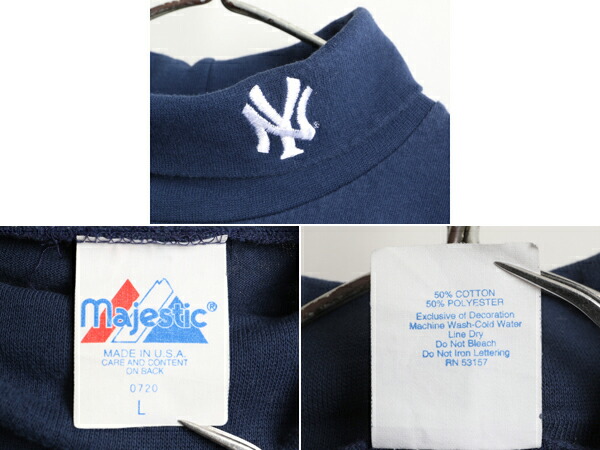 NY
Majestic®
MADE IN U.S.A.
CARE AND CONTENT
ON BACK
0720
L
50% COTTON
50% POLYESTER
Exclusive of Decoration
Machine Wash-Cold Water
Line Dry
Do Not Bleach
Do Not Iron Lettering
RN 53157